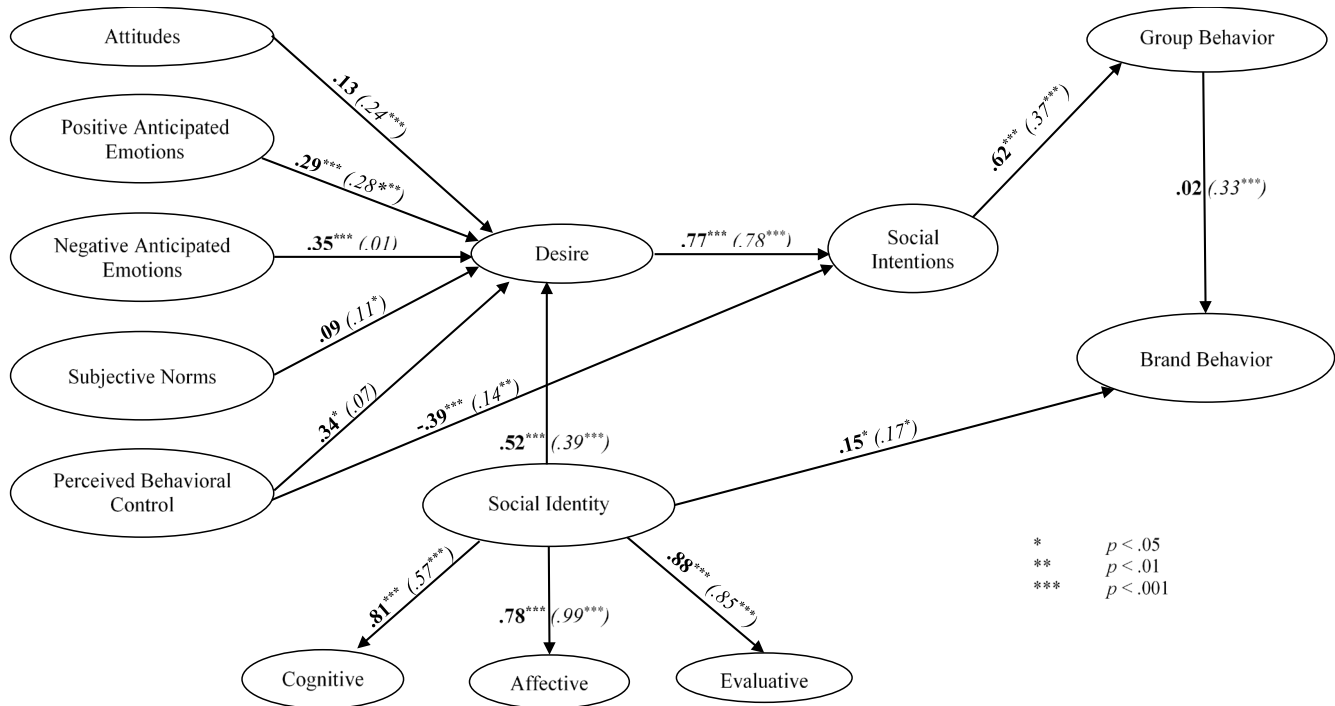 Attitudes
Group Behavior
.13 (.24***)
Positive Anticipated
Emotions
.29*** (.28***)
.62*** (.37***)
.02 (.33***)
Negative Anticipated
Emotions
.35*** (.01)
Desire
.77*** (.78***)
Social
Intentions
.09 (.11*)
Subjective Norms
Brand Behavior
.34* (.07)
-.39*** (.14**)
.52*** (.39***)
.15* (.17*)
Perceived Behavioral
Control
Social Identity
* p < .05
** p < .01
*** p < .001
.81*** (.57***)
.78*** (.99***)
.88*** (.85***)
Cognitive
Affective
Evaluative